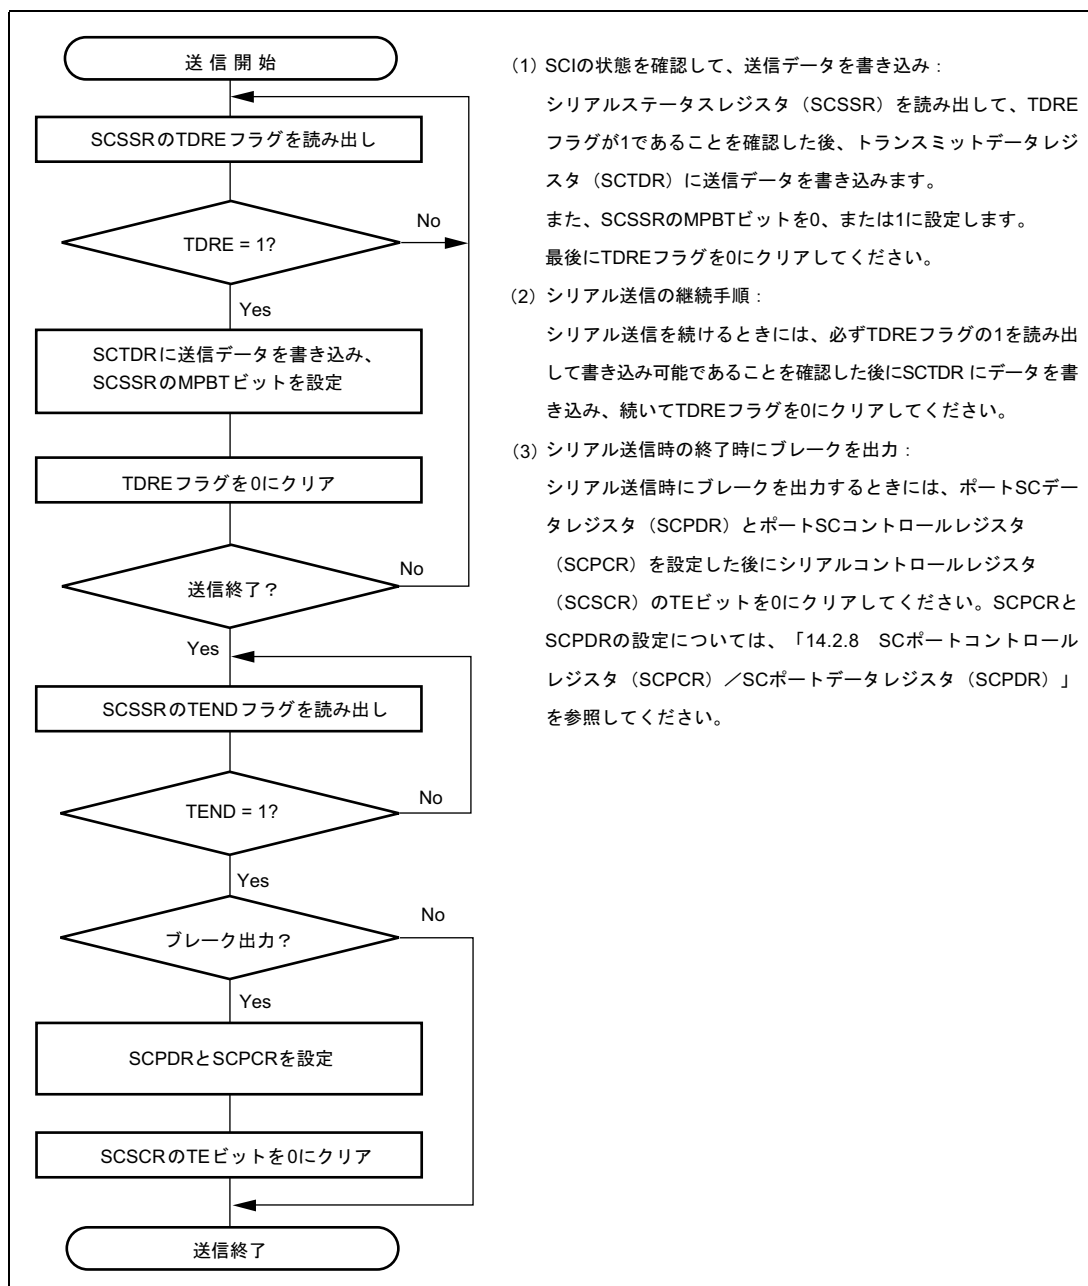 送信開始
SCSSRのTDREフラグを読み出し
TDRE = 1?
No
Yes
SCTDRに送信データを書き込み、
SCSSRのMPBTビットを設定
TDREフラグを0にクリア
送信終了？
No
Yes
SCSSRのTENDフラグを読み出し
TEND = 1?
No
Yes
ブレーク出力？
No
Yes
SCPDRとSCPCRを設定
SCSCRのTEビットを0にクリア
送信終了
（1）SCIの状態を確認して、送信データを書き込み：
シリアルステータスレジスタ（SCSSR）を読み出して、TDRE
フラグが1であることを確認した後、トランスミットデータレジ
スタ（SCTDR）に送信データを書き込みます。
また、SCSSRのMPBTビットを0、または1に設定します。
最後にTDREフラグを0にクリアしてください。
（2）シリアル送信の継続手順：
シリアル送信を続けるときには、必ずTDREフラグの1を読み出
して書き込み可能であることを確認した後にSCTDR にデータを書
き込み、続いてTDREフラグを0にクリアしてください。
（3）シリアル送信時の終了時にブレークを出力：
シリアル送信時にブレークを出力するときには、ポートSCデー
タレジスタ（SCPDR）とポートSCコントロールレジスタ
（SCPCR）を設定した後にシリアルコントロールレジスタ
（SCSCR）のTEビットを0にクリアしてください。SCPCRと
SCPDRの設定については、「14.2.8　SCポートコントロール
レジスタ（SCPCR）／SCポートデータレジスタ（SCPDR）」
を参照してください。